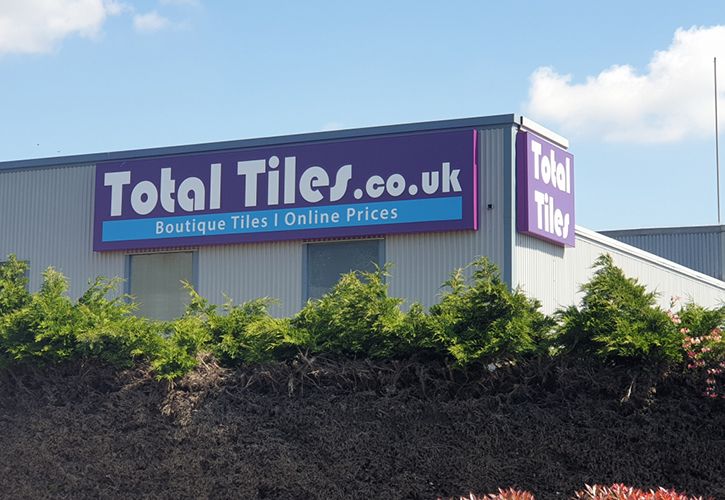 Total Tiles.co.uk
Boutique Tiles | Online Prices
Total
Tiles